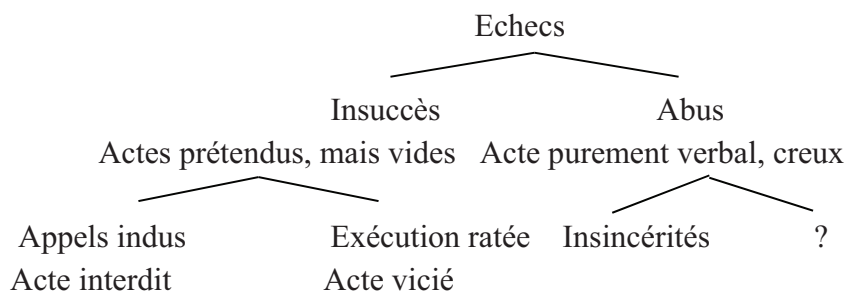 Echecs
Insuccès Abus
Actes prétendus, mais vides Acte purement verbal, creux
Appels indus Exécution ratée Insincérités ?
Acte interdit Acte vicié